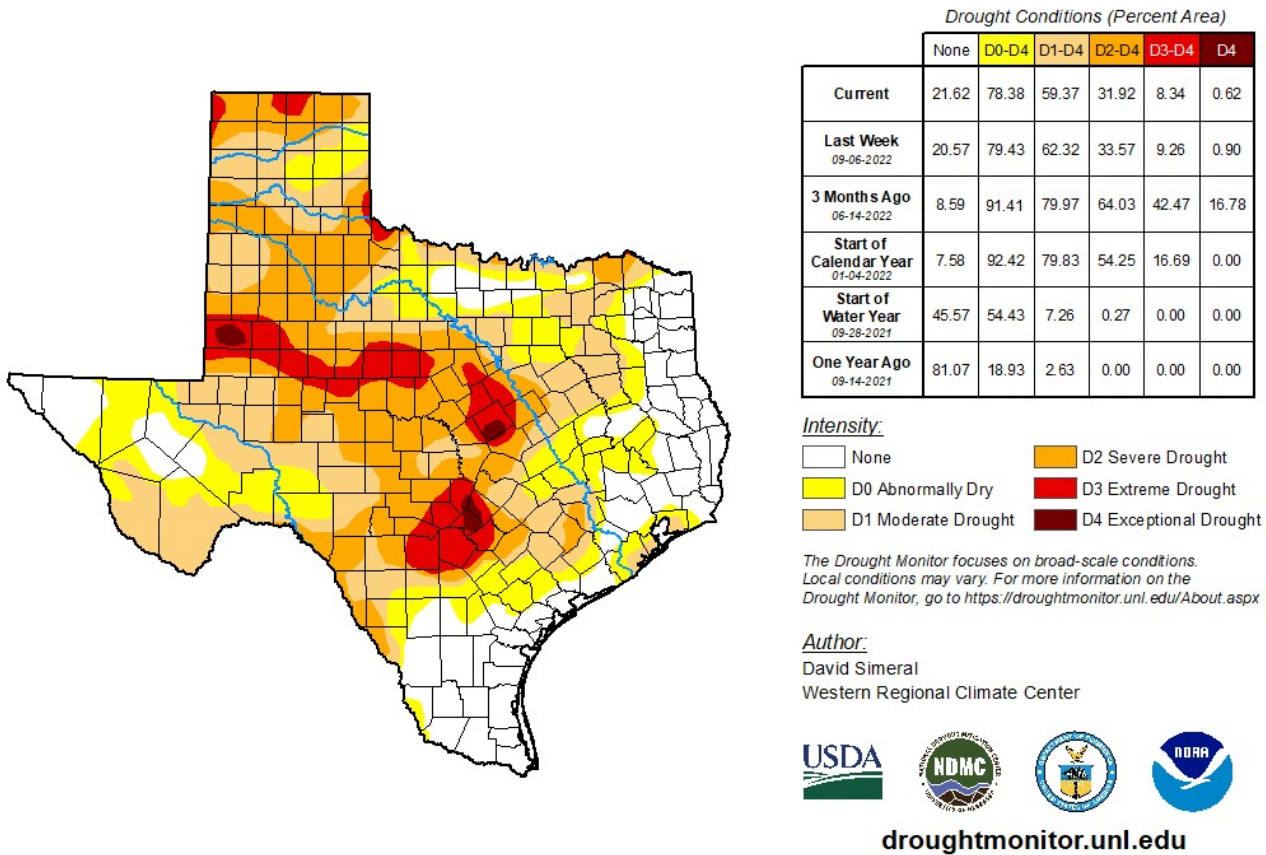 Drought Conditions (Percent Area)
None D0-D4 D1-D4 D2-D4 D3-D4 D4
Current 21.62 78.38 59.37 31.92 8.34 0.62
Last Week
09-06-2022 20.57 79.43 62.32 33.57 9.26 0.90
3 Months Ago
06-14-2022 8.59 91.41 79.97 64.03 42.47 16.78
Start of
Calendar Year
01-04-2022 7.58 92.42 79.83 54.25 16.69 0.00
Start of
Water Year
09-28-2021 45.57 54.43 7.26 0.27 0.00 0.00
One Year Ago
09-14-2021 81.07 18.93 2.63 0.00 0.00 0.00
Intensity:
None
D0 Abnormally Dry
D1 Moderate Drought
D2 Severe Drought
D3 Extreme Drought
D4 Exceptional Drought
The Drought Monitor focuses on broad-scale conditions.
Local conditions may vary. For more information on the
Drought Monitor, go to https://droughtmonitor.unl.edu/About.aspx
Author:
David Simeral
Western Regional Climate Center
USDA
NDMC
NOAA
droughtmonitor.unl.edu